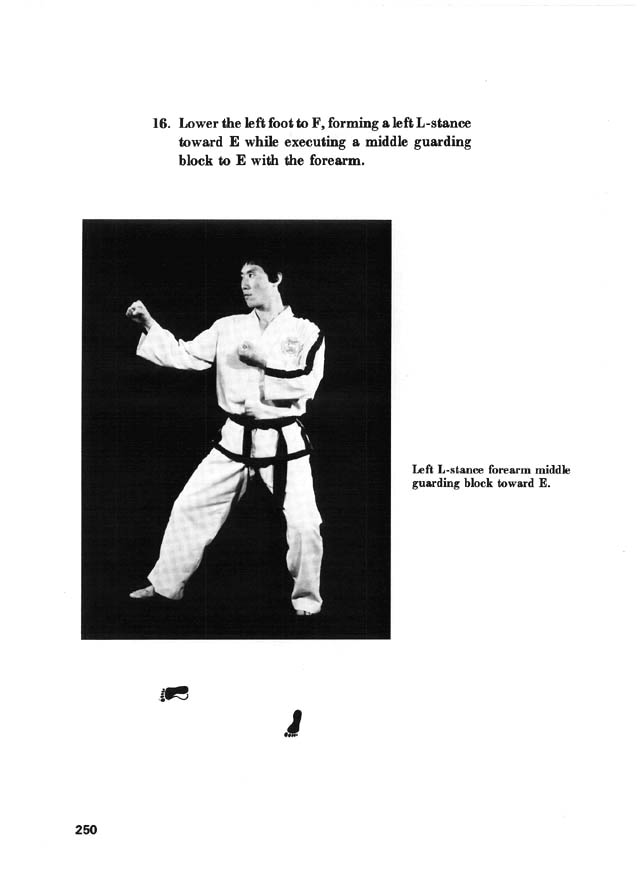 16. Lower the left foot to F, forming a left L-stance
toward E while executing a middle guarding
block to E with the forearm.
Left L-stance forearm middle
guarding block toward E.
250